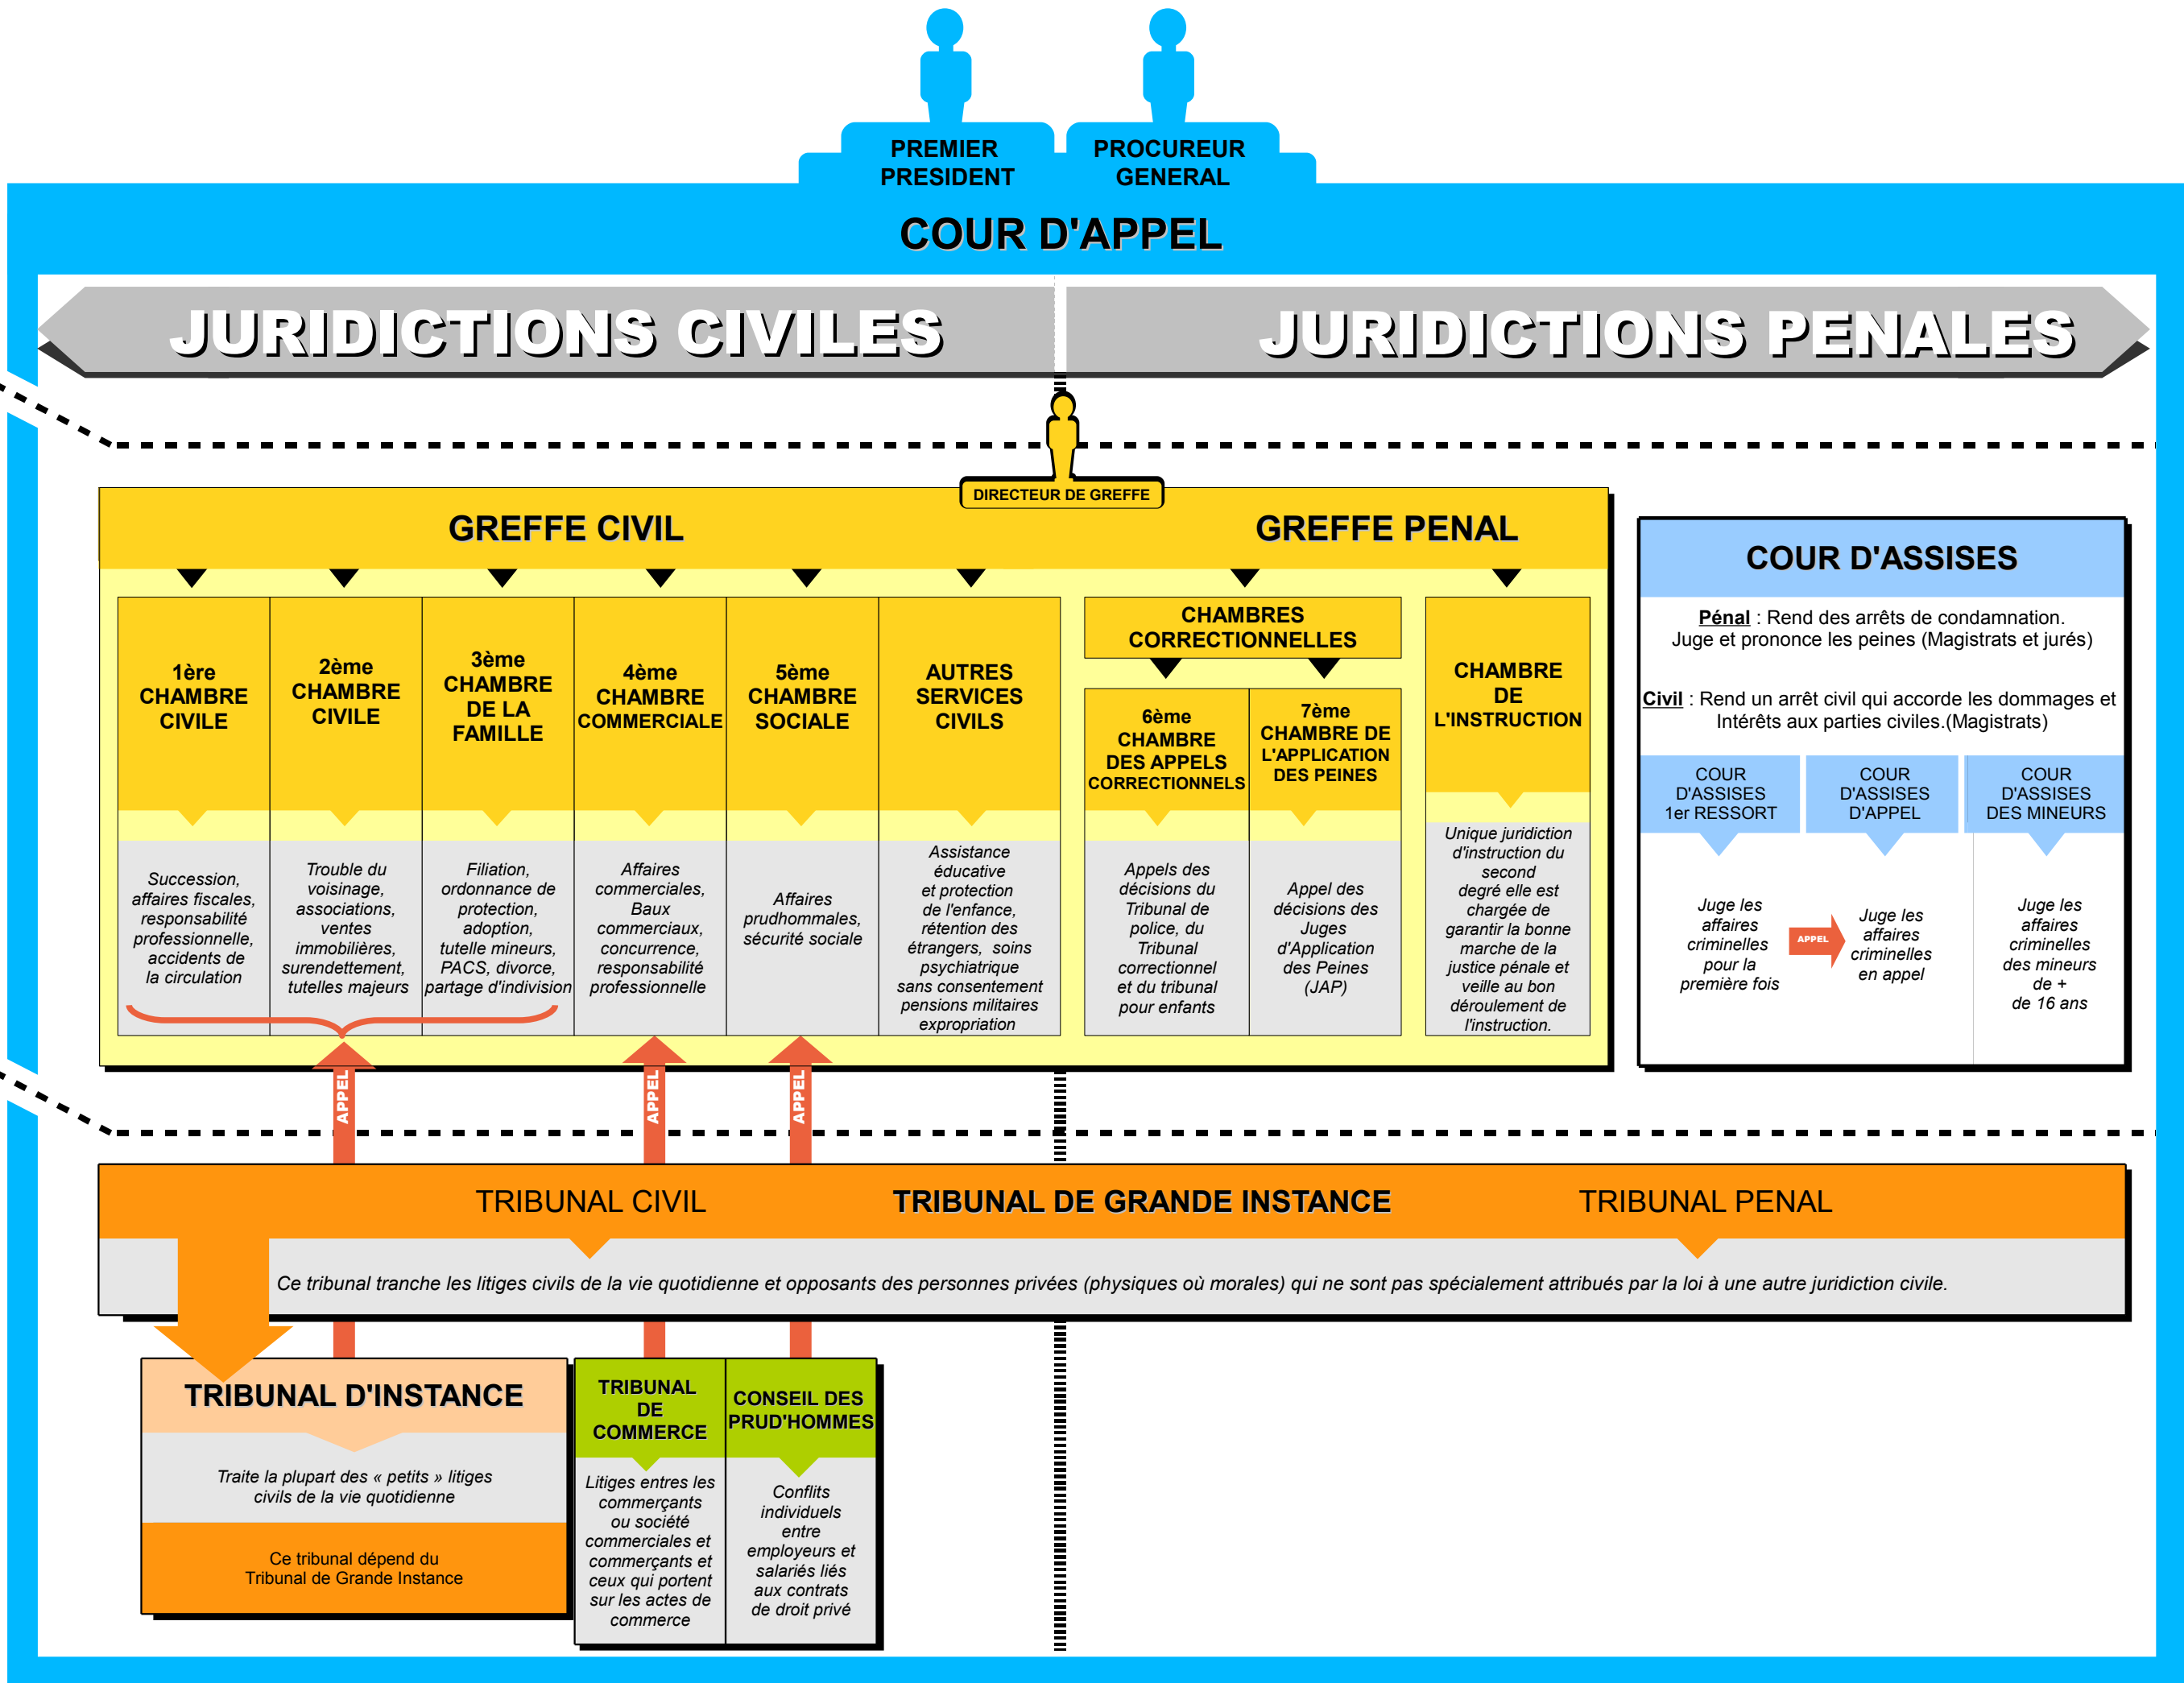 PREMIER
PRESIDENT
PROCUREUR
GENERAL
COUR D'APPEL
JURIDICTIONS CIVILES
JURIDICTIONS PENALES
DIRECTEUR DE GREFFE
GREFFE CIVIL
GREFFE PENAL
1ère
CHAMBRE
CIVILE
Succession,
affaires fiscales,
responsabilité
professionnelle,
accidents de
la circulation
2ème
CHAMBRE
CIVILE
Trouble du
voisinage,
associations,
ventes
immobilières,
surendettement,
tutelles majeurs
3ème
CHAMBRE
DE LA
FAMILLE
Filiation,
ordonnance de
protection,
adoption,
tutelle mineurs,
PACS, divorce,
partage d'indivision
4ème
CHAMBRE
COMMERCIALE
Affaires
commerciales,
Baux
commerciaux,
concurrence,
responsabilité
professionnelle
5ème
CHAMBRE
SOCIALE
Affaires
prudhommales,
sécurité sociale
AUTRES
SERVICES
CIVILS
Assistance
éducative
et protection
de l'enfance,
rétention des
étrangers, soins
psychiatrique
sans consentement
pensions militaires
expropriation
CHAMBRES
CORRECTIONNELLES
6ème
CHAMBRE
DES APPELS
CORRECTIONNELS
Appels des
décisions du
Tribunal de
police, du
Tribunal
correctionnel
et du tribunal
pour enfants
7ème
CHAMBRE DE
L'APPLICATION
DES PEINES
Appel des
décisions des
Juges
d'Application
des Peines
(JAP)
CHAMBRE
DE
L'INSTRUCTION
Unique juridiction
d'instruction du
second
degré elle est
chargée de
garantir la bonne
marche de la
justice pénale et
veille au bon
déroulement de
l'instruction.
COUR D'ASSISES
Pénal : Rend des arrêts de condamnation.
Juge et prononce les peines (Magistrats et jurés)
Civil : Rend un arrêt civil qui accorde les dommages et
Intérêts aux parties civiles.(Magistrats)
COUR
D'ASSISES
1er RESSORT
Juge les
affaires
criminelles
pour la
première fois
APPEL
COUR
D'ASSISES
D'APPEL
Juge les
affaires
criminelles
en appel
COUR
D'ASSISES
DES MINEURS
Juge les
affaires
criminelles
des mineurs
de +
de 16 ans
APPEL
APPEL
APPEL
TRIBUNAL CIVIL
TRIBUNAL DE GRANDE INSTANCE
TRIBUNAL PENAL
Ce tribunal tranche les litiges civils de la vie quotidienne et opposants des personnes privées (physiques où morales) qui ne sont pas spécialement attribués par la loi à une autre juridiction civile.
TRIBUNAL D'INSTANCE
Traite la plupart des « petits » litiges
civils de la vie quotidienne
Ce tribunal dépend du
Tribunal de Grande Instance
TRIBUNAL
DE
COMMERCE
Litiges entres les
commerçants
ou société
commerciales et
commerçants et
ceux qui portent
sur les actes de
commerce
CONSEIL DES
PRUD'HOMMES
Conflits
individuels
entre
employeurs et
salariés liés
aux contrats
de droit privé